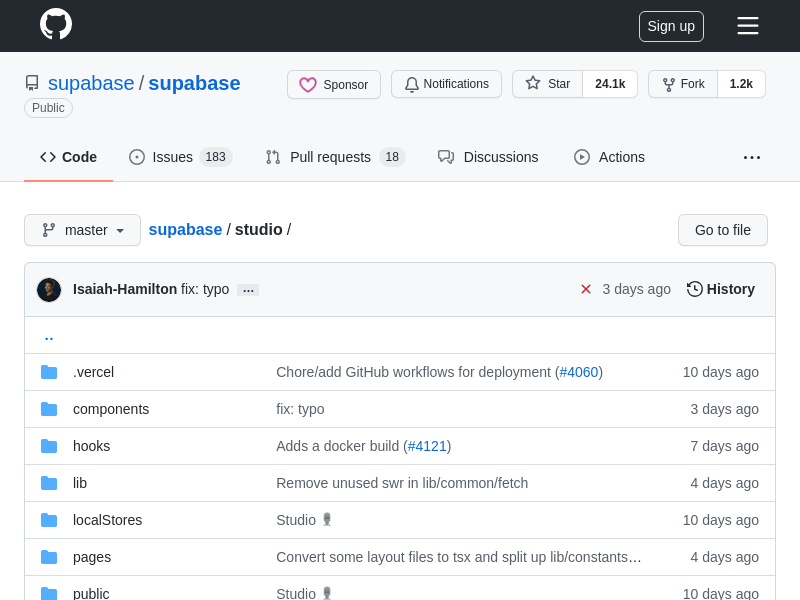 Sign up
supabase / supabase
Public
Sponsor
Notifications
Star 24.1k
Fork 1.2k
Code
Issues 183
Pull requests 18
Discussions
Actions
master
supabase / studio /
Go to file
Isaiah-Hamilton fix: typo …
3 days ago
History
..
.vercel Chore/add GitHub workflows for deployment (#4060) 10 days ago
components fix: typo 3 days ago
hooks Adds a docker build (#4121) 7 days ago
lib Remove unused swr in lib/common/fetch 4 days ago
localStores Studio 🎙️ 10 days ago
pages Convert some layout files to tsx and split up lib/constants… 4 days ago
public Studio 🎙️ 10 days ago